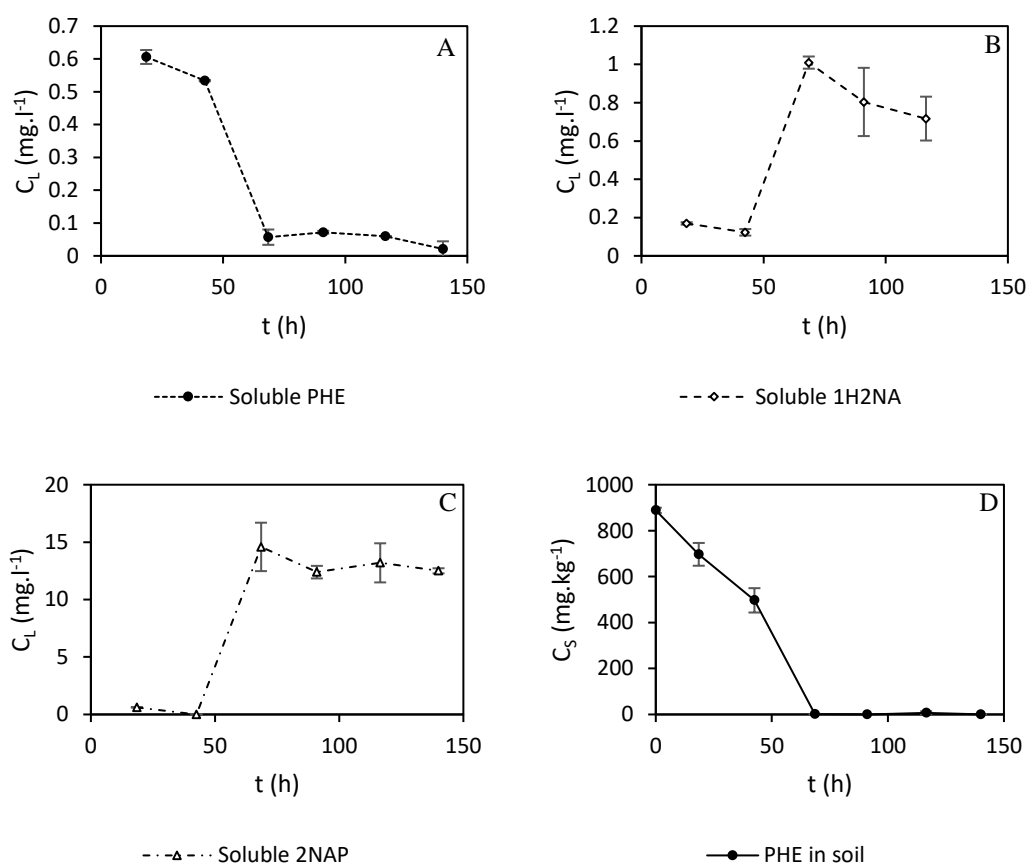 A
0.7
0.6
0.5
0.4
0.3
0.2
0.1
0
C_L (mg.l⁻¹)
0 50 100 150
t (h)
Soluble PHE
B
1.2
1
0.8
0.6
0.4
0.2
0
C_L (mg.l⁻¹)
0 50 100 150
t (h)
Soluble 1H2NA
C
20
15
10
5
0
C_L (mg.l⁻¹)
0 50 100 150
t (h)
Soluble 2NAP
D
1000
800
600
400
200
0
C_S (mg.kg⁻¹)
0 50 100 150
t (h)
PHE in soil